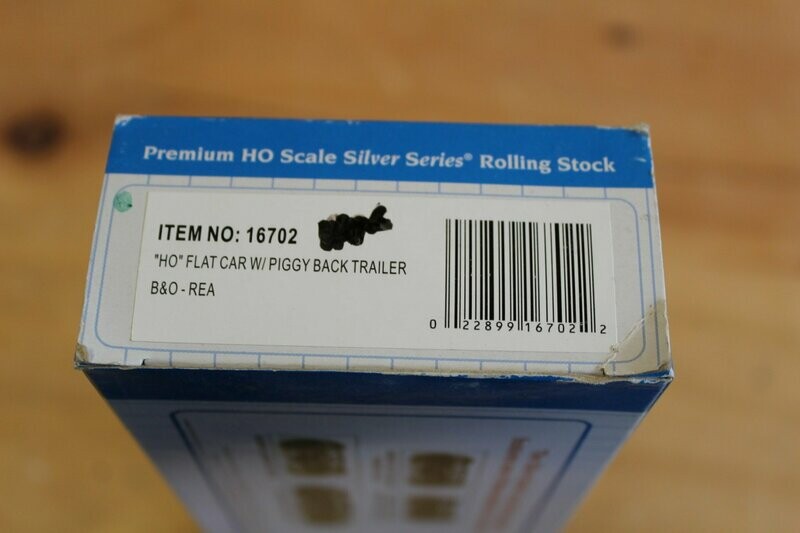 Premium HO Scale Silver Series® Rolling Stock
ITEM NO: 16702
"HO" FLAT CAR W/ PIGGY BACK TRAILER
B&O - REA
0 22899 16702 2